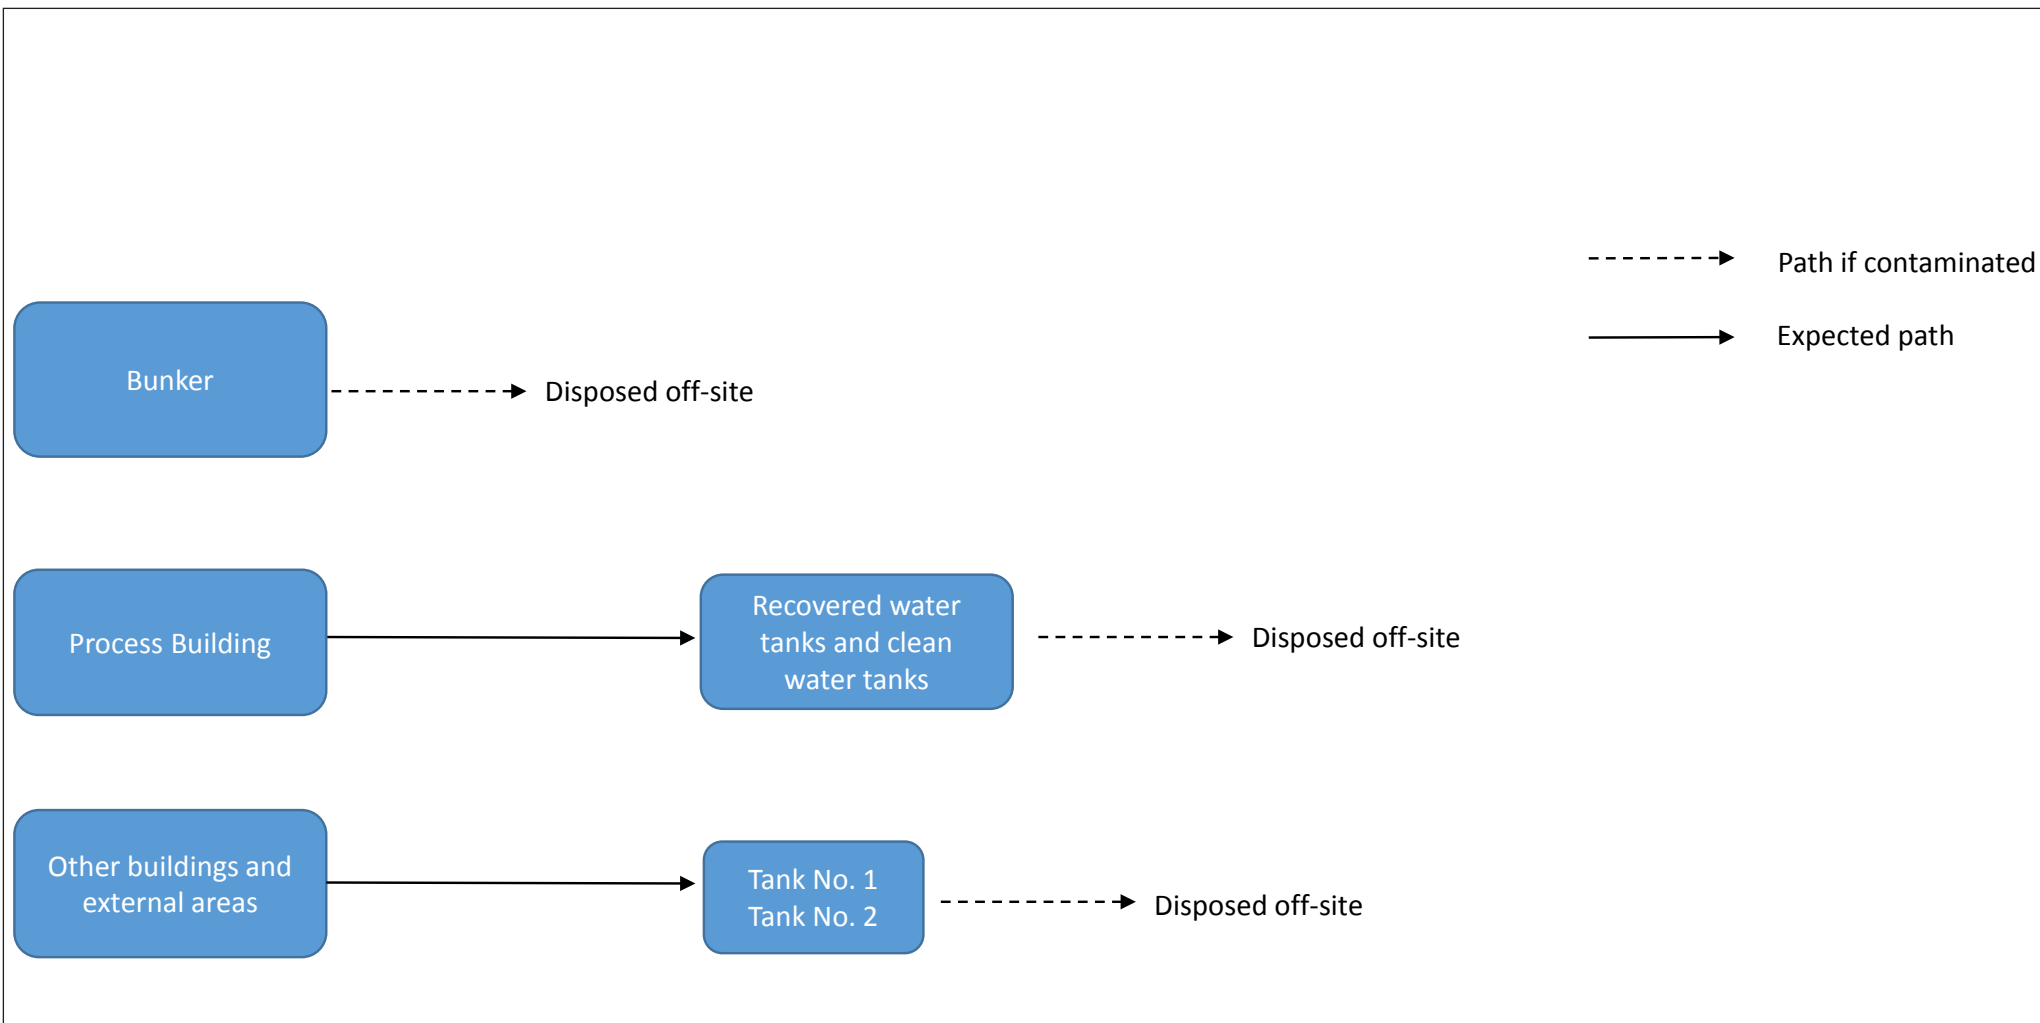 Path if contaminated
Expected path
Bunker
Disposed off-site
Process Building
Recovered water
tanks and clean
water tanks
Disposed off-site
Other buildings and
external areas
Tank No. 1
Tank No. 2
Disposed off-site